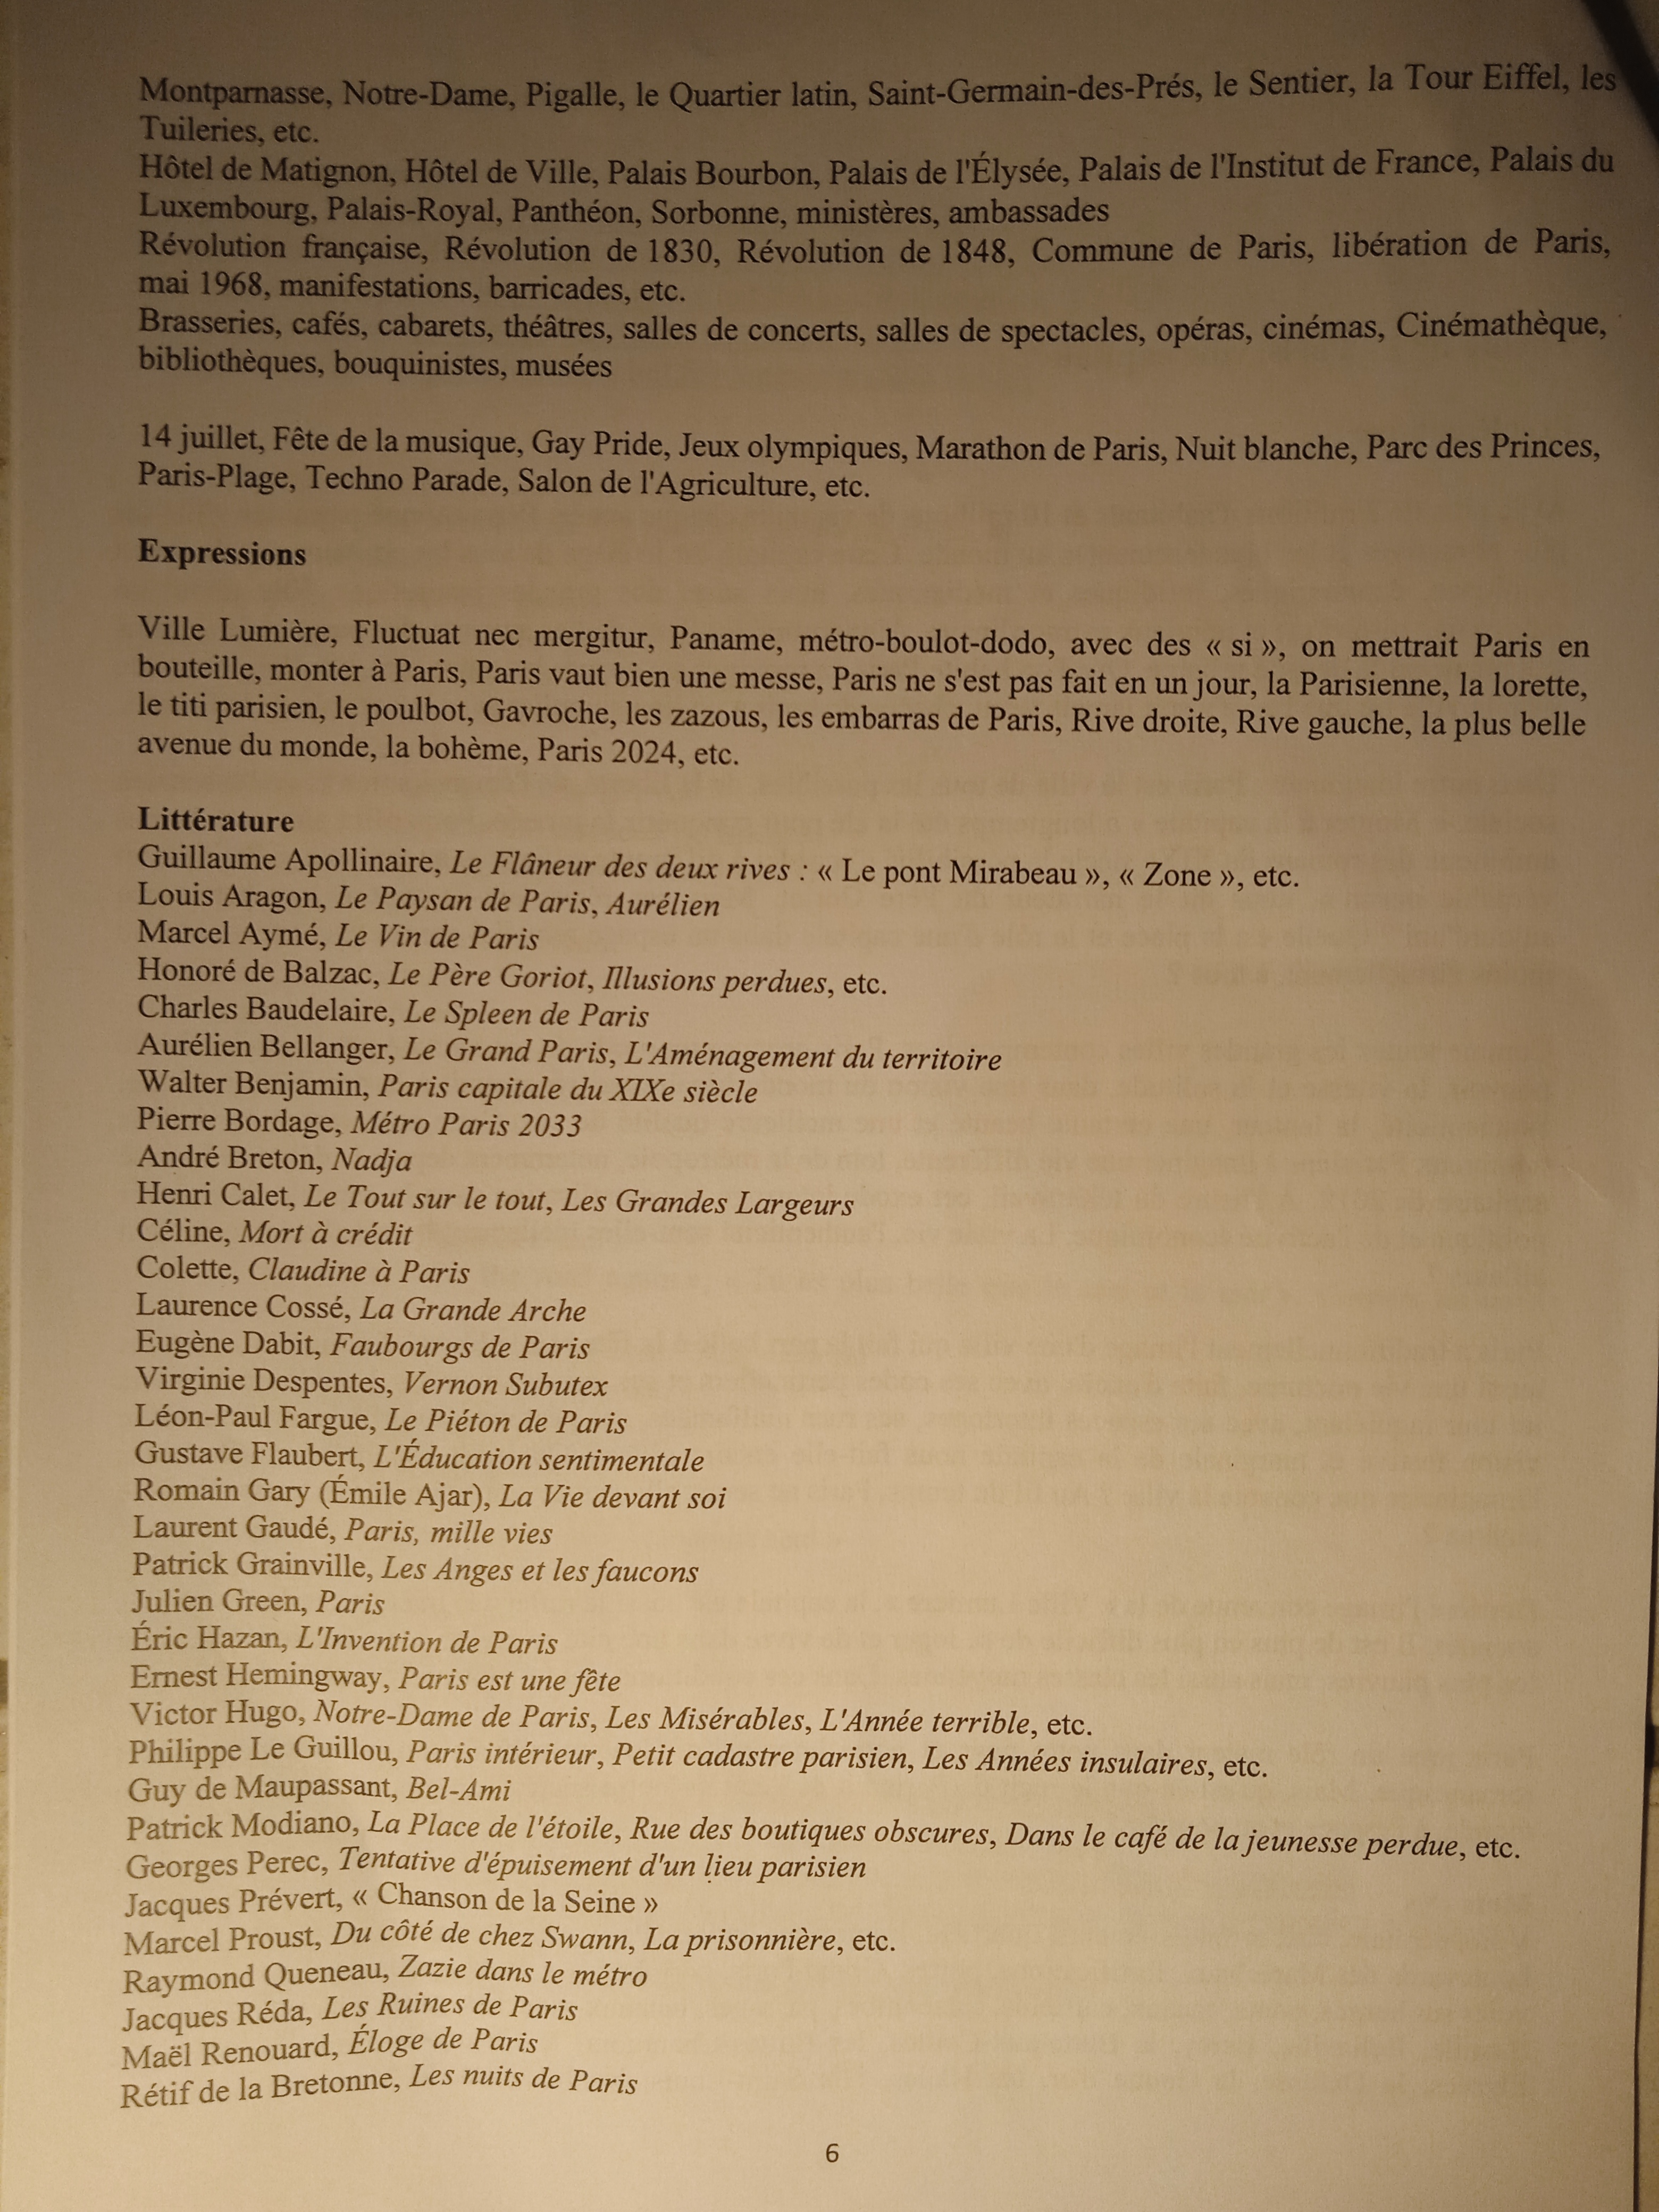 Montparnasse, Notre-Dame, Pigalle, le Quartier latin, Saint-Germain-des-Prés, le Sentier, la Tour Eiffel, les
Tuileries, etc.
Hôtel de Matignon, Hôtel de Ville, Palais Bourbon, Palais de l'Élysée, Palais de l'Institut de France, Palais du
Luxembourg, Palais-Royal, Panthéon, Sorbonne, ministères, ambassades
Révolution française, Révolution de 1830, Révolution de 1848, Commune de Paris, libération de Paris,
mai 1968, manifestations, barricades, etc.
Brasseries, cafés, cabarets, théâtres, salles de concerts, salles de spectacles, opéras, cinémas, Cinémathèque,
bibliothèques, bouquinistes, musées
14 juillet, Fête de la musique, Gay Pride, Jeux olympiques, Marathon de Paris, Nuit blanche, Parc des Princes,
Paris-Plage, Techno Parade, Salon de l'Agriculture, etc.
Expressions
Ville Lumière, Fluctuat nec mergitur, Paname, métro-boulot-dodo, avec des « si », on mettrait Paris en
bouteille, monter à Paris, Paris vaut bien une messe, Paris ne s'est pas fait en un jour, la Parisienne, la lorette,
le titi parisien, le poulbot, Gavroche, les zazous, les embarras de Paris, Rive droite, Rive gauche, la plus belle
avenue du monde, la bohème, Paris 2024, etc.
Littérature
Guillaume Apollinaire, Le Flâneur des deux rives : « Le pont Mirabeau », « Zone », etc.
Louis Aragon, Le Paysan de Paris, Aurélien
Marcel Aymé, Le Vin de Paris
Honoré de Balzac, Le Père Goriot, Illusions perdues, etc.
Charles Baudelaire, Le Spleen de Paris
Aurélien Bellanger, Le Grand Paris, L'Aménagement du territoire
Walter Benjamin, Paris capitale du XIXe siècle
Pierre Bordage, Métro Paris 2033
André Breton, Nadja
Henri Calet, Le Tout sur le tout, Les Grandes Largeurs
Céline, Mort à crédit
Colette, Claudine à Paris
Laurence Cossé, La Grande Arche
Eugène Dabit, Faubourgs de Paris
Virginie Despentes, Vernon Subutex
Léon-Paul Fargue, Le Piéton de Paris
Gustave Flaubert, L'Éducation sentimentale
Romain Gary (Émile Ajar), La Vie devant soi
Laurent Gaudé, Paris, mille vies
Patrick Grainville, Les Anges et les faucons
Julien Green, Paris
Éric Hazan, L'Invention de Paris
Ernest Hemingway, Paris est une fête
Victor Hugo, Notre-Dame de Paris, Les Misérables, L'Année terrible, etc.
Philippe Le Guillou, Paris intérieur, Petit cadastre parisien, Les Années insulaires, etc.
Guy de Maupassant, Bel-Ami
Patrick Modiano, La Place de l'étoile, Rue des boutiques obscures, Dans le café de la jeunesse perdue, etc.
Georges Perec, Tentative d'épuisement d'un lieu parisien
Jacques Prévert, « Chanson de la Seine »
Marcel Proust, Du côté de chez Swann, La prisonnière, etc.
Raymond Queneau, Zazie dans le métro
Jacques Réda, Les Ruines de Paris
Maël Renouard, Éloge de Paris
Rétif de la Bretonne, Les nuits de Paris
6